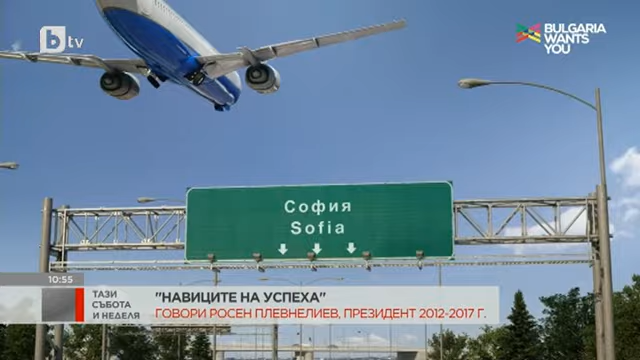 btv
BULGARIA
WANTS
YOU
София
Sofia
10:55
ТАЗИ
СЪБОТА
И НЕДЕЛЯ
"НАВИЦИТЕ НА УСПЕХА"
ГОВОРИ РОСЕН ПЛЕВНЕЛИЕВ, ПРЕЗИДЕНТ 2012-2017 Г.